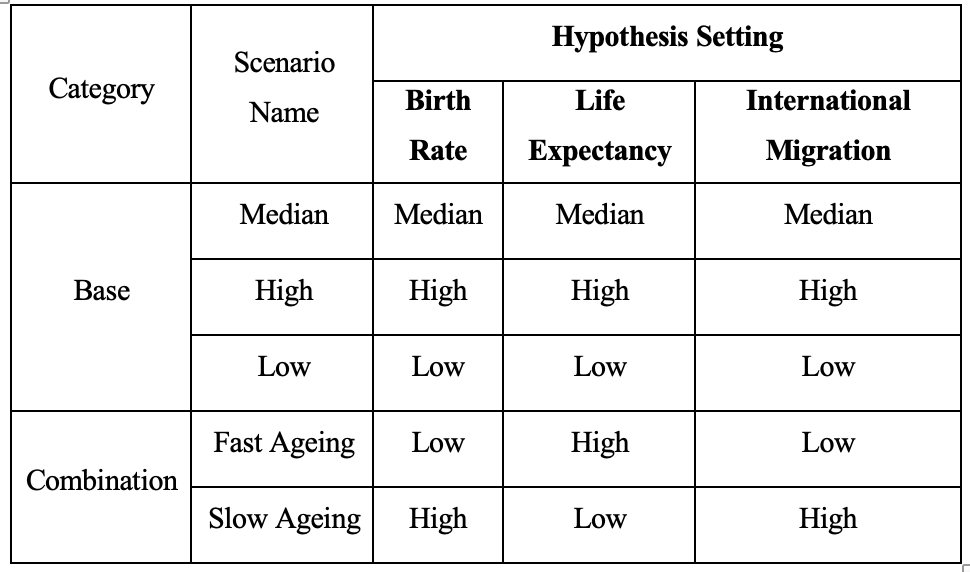 Category
Scenario
Name
Hypothesis Setting
Birth
Rate
Life
Expectancy
International
Migration
Base
Median Median Median Median
High High High High
Low Low Low Low
Combination
Fast Ageing Low High Low
Slow Ageing High Low High